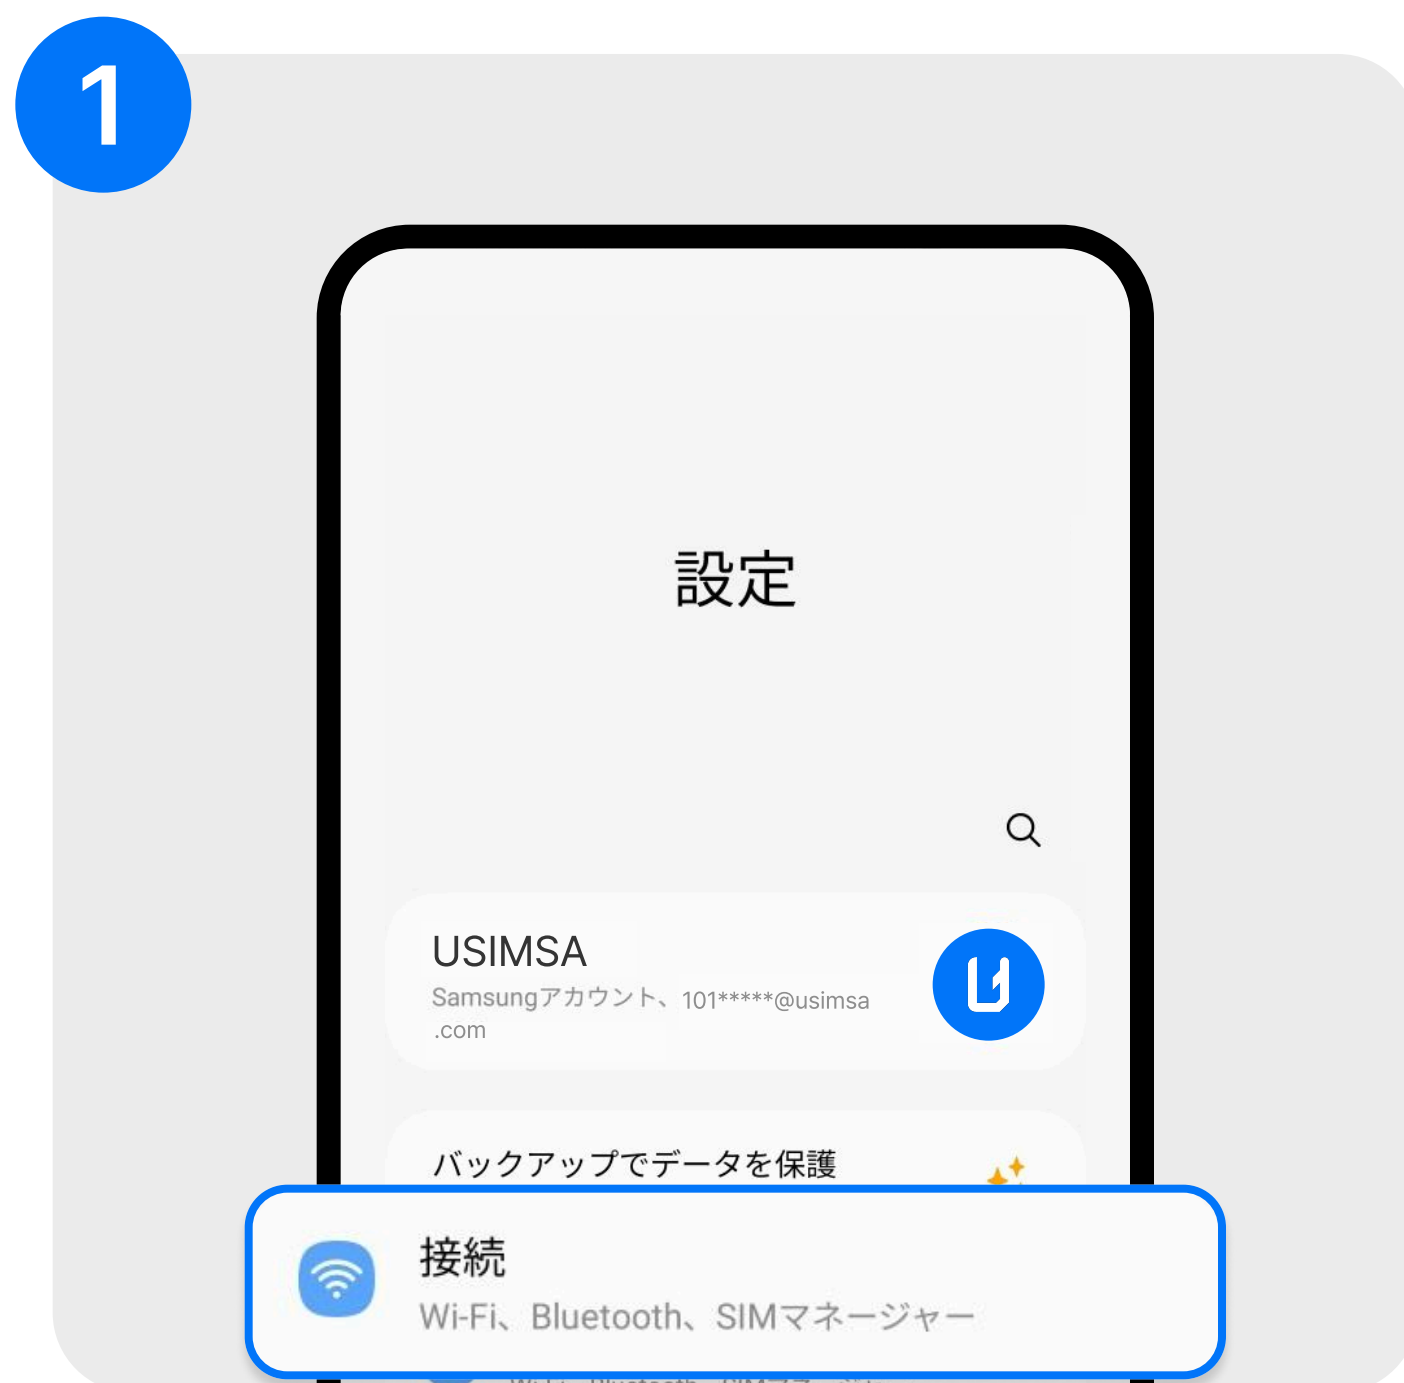 1
設定
USIMSA
Samsungアカウント、101*****@usimsa
.com
バックアップでデータを保護
接続
Wi-Fi、Bluetooth、SIMマネージャー